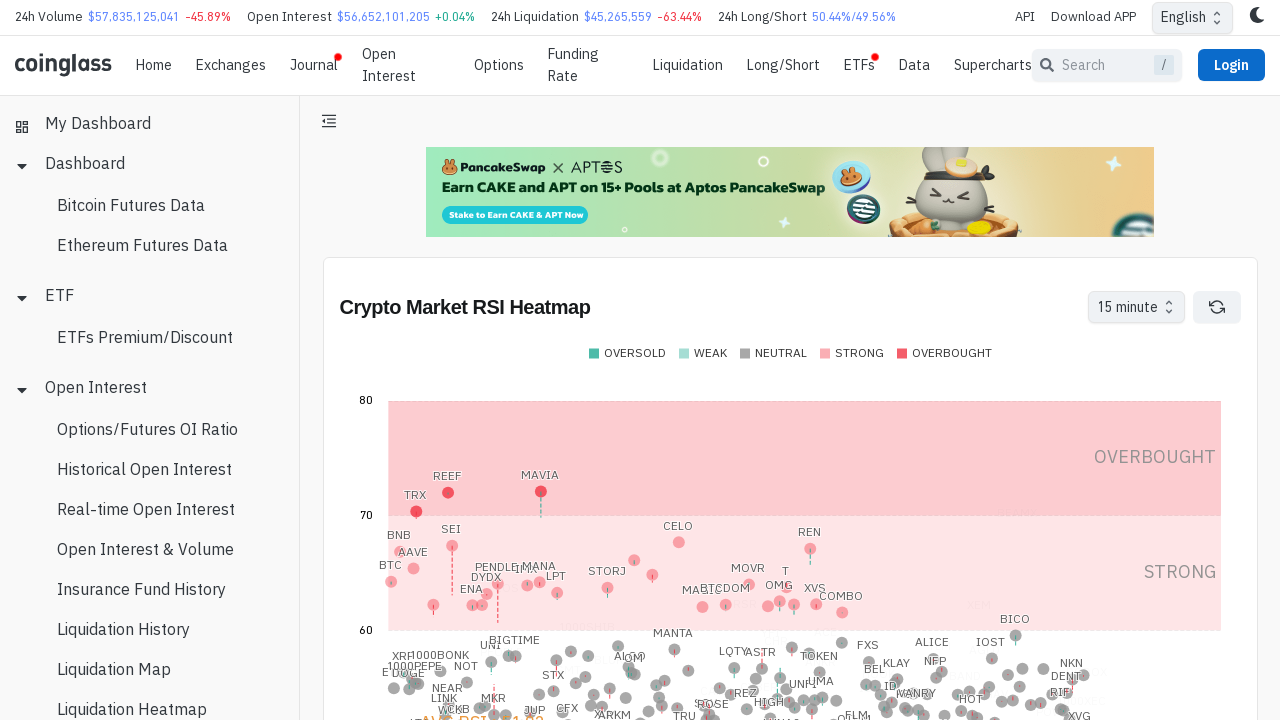 24h Volume $57,835,125,041 -45.89% Open Interest $56,652,101,205 +0.04% 24h Liquidation $45,265,559 -63.44% 24h Long/Short 50.44%/49.56% API Download APP English
coinglass Home Exchanges Journal Open Interest Options Funding Rate Liquidation Long/Short ETFs Data Supercharts Search / Login
My Dashboard
Dashboard
Bitcoin Futures Data
Ethereum Futures Data
ETF
ETFs Premium/Discount
Open Interest
Options/Futures OI Ratio
Historical Open Interest
Real-time Open Interest
Open Interest & Volume
Insurance Fund History
Liquidation History
Liquidation Map
Liquidation Heatmap
PancakeSwap × APTOS
Earn CAKE and APT on 15+ Pools at Aptos PancakeSwap
Stake to Earn CAKE & APT Now
Crypto Market RSI Heatmap 15 minute
OVERSOLD WEAK NEUTRAL STRONG OVERBOUGHT
80
OVERBOUGHT
REEF MAVIA
TRX
70
SEI CELO REN
BNB
AAVE
STRONG
BTC PENDLE MANA STORJ MOVR T
DYDX LPT
ENA MAGIC BTCDOM OMG XVS COMBO
60
BICO
MANTA
UNI BIGTIME LQTY ASTR FXS ALICE IOST
XRP 1000BONK ALGO OM TOKEN
1000PEPE NOT BEL KLAY NFP NKN
DOGE STX DENT
NEAR UNFI UMA ID
LINK MKR REZ HIGH VANRY HOT RIF
CKB JUP CFX ARKM TRU FLM XVG